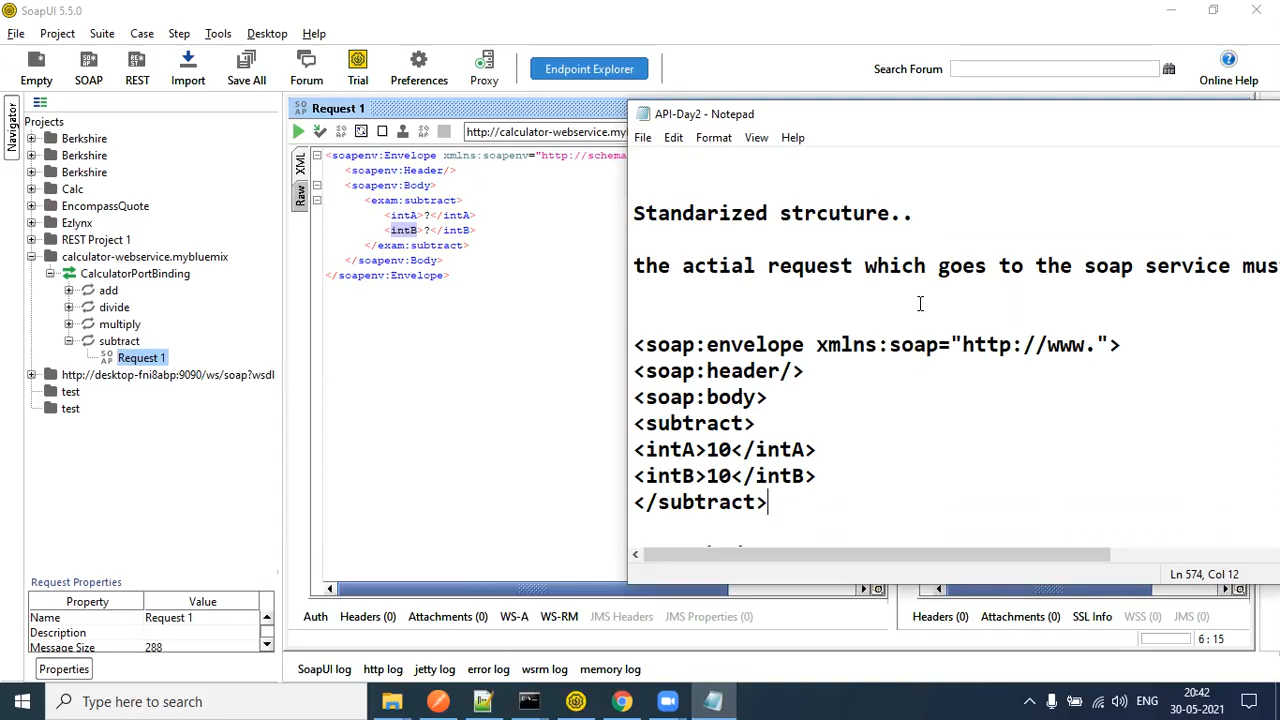 SoapUI 5.5.0
File Project Suite Case Step Tools Desktop Help
Empty SOAP REST Import Save All Forum Trial Preferences Proxy Endpoint Explorer Search Forum Online Help
Navigator
Projects
Berkshire
Berkshire
Berkshire
Calc
EncompassQuote
Ezlynx
REST Project 1
calculator-webservice.mybluemix
CalculatorPortBinding
add
divide
multiply
subtract
SO AP Request 1
http://desktop-fni8abp:9090/ws/soap?wsdl
test
test
Request Properties
Property Value
Name Request 1
Description
Message Size 288
Properties
SO AP Request 1
http://calculator-webservice.my
XML
Raw
<soapenv:Envelope xmlns:soapenv="http://schema
<soapenv:Header/>
<soapenv:Body>
<exam:subtract>
<intA>?</intA>
<intB>?</intB>
</exam:subtract>
</soapenv:Body>
</soapenv:Envelope>
API-Day2 - Notepad
File Edit Format View Help
Standarized strcuture..
the actial request which goes to the soap service mus
<soap:envelope xmlns:soap="http://www.">
<soap:header/>
<soap:body>
<subtract>
<intA>10</intA>
<intB>10</intB>
</subtract>
Ln 574, Col 12
Auth Headers (0) Attachments (0) WS-A WS-RM JMS Headers JMS Properties (0)
Headers (0) Attachments (0) SSL Info WSS (0) JMS (0)
6 : 15
SoapUI log http log jetty log error log wsrm log memory log
Type here to search
ENG
20:42
30-05-2021